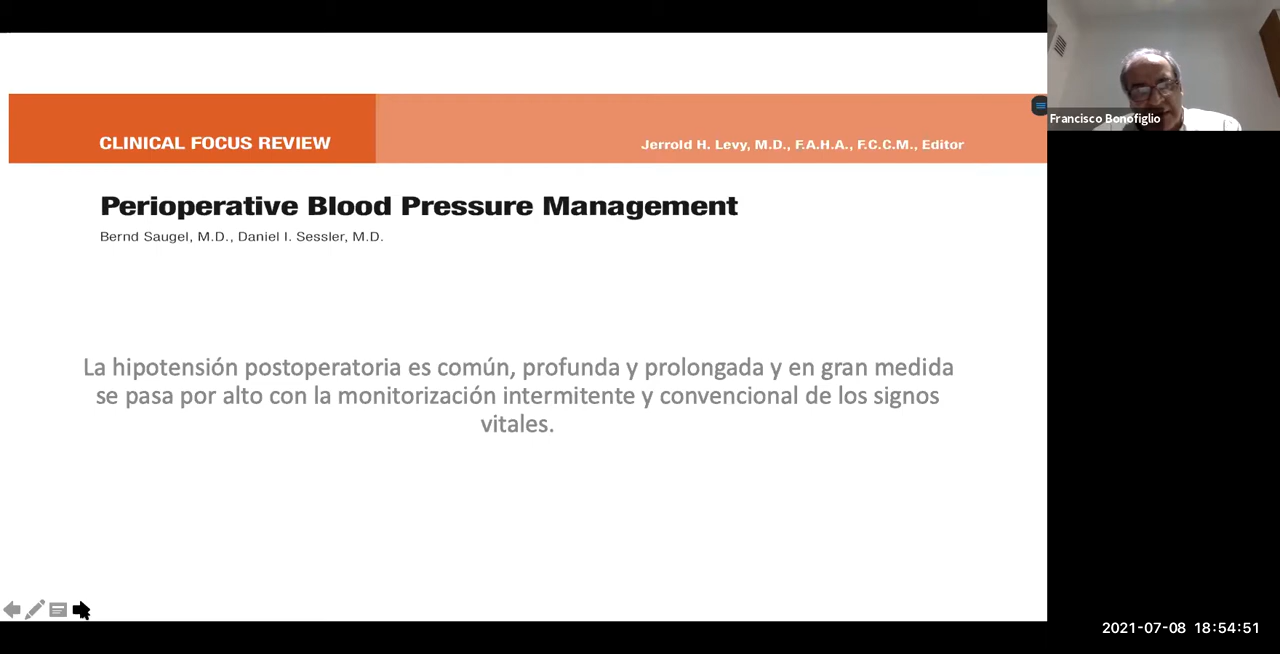 CLINICAL FOCUS REVIEW
Jerrold H. Levy, M.D., F.A.H.A., F.C.C.M., Editor
Francisco Bonofiglio
Perioperative Blood Pressure Management
Bernd Saugel, M.D., Daniel I. Sessler, M.D.
La hipotensión postoperatoria es común, profunda y prolongada y en gran medida
se pasa por alto con la monitorización intermitente y convencional de los signos
vitales.
2021-07-08 18:54:51